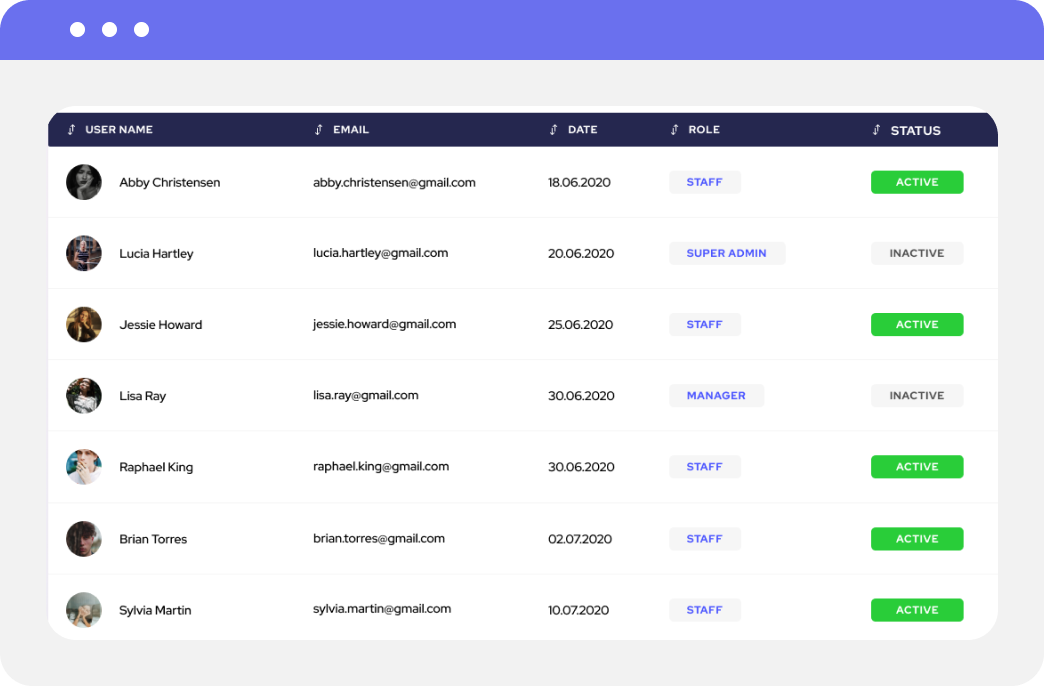 USER NAME EMAIL DATE ROLE STATUS
Abby Christensen abby.christensen@gmail.com 18.06.2020 STAFF ACTIVE
Lucia Hartley lucia.hartley@gmail.com 20.06.2020 SUPER ADMIN INACTIVE
Jessie Howard jessie.howard@gmail.com 25.06.2020 STAFF ACTIVE
Lisa Ray lisa.ray@gmail.com 30.06.2020 MANAGER INACTIVE
Raphael King raphael.king@gmail.com 30.06.2020 STAFF ACTIVE
Brian Torres brian.torres@gmail.com 02.07.2020 STAFF ACTIVE
Sylvia Martin sylvia.martin@gmail.com 10.07.2020 STAFF ACTIVE